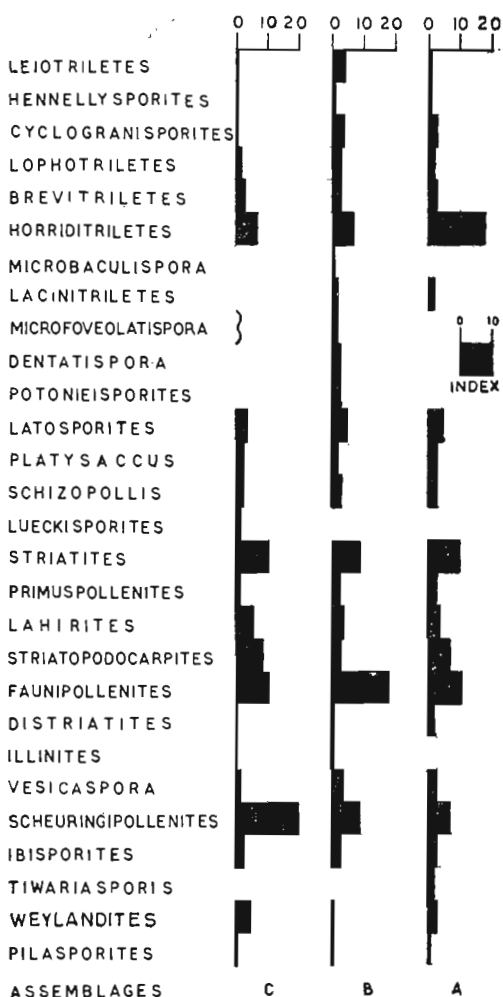 0 10 20 0 10 20 0 10 20
LEIOTRILETES
HENNELLYSPORITES
CYCLOGRANISPORITES
LOPHOTRILETES
BREVITRILETES
HORRIDITRILETES
MICROBACULISPORA
LACINITRILETES
MICROFOVEOLATISPORA
0 10
DENTATISPORA
INDEX
POTONIEISPORITES
LATOSPORITES
PLATYSACCUS
SCHIZOPOLLIS
LUECKISPORITES
STRIATITES
PRIMUSPOLLENITES
LAHIRITES
STRIATOPODOCARPITES
FAUNIPOLLENITES
DISTRIATITES
ILLINITES
VESICASPORA
SCHEURINGIPOLLENITES
IBISPORITES
TIWARIASPORIS
WEYLANDITES
PILASPORITES
ASSEMBLAGES C B A